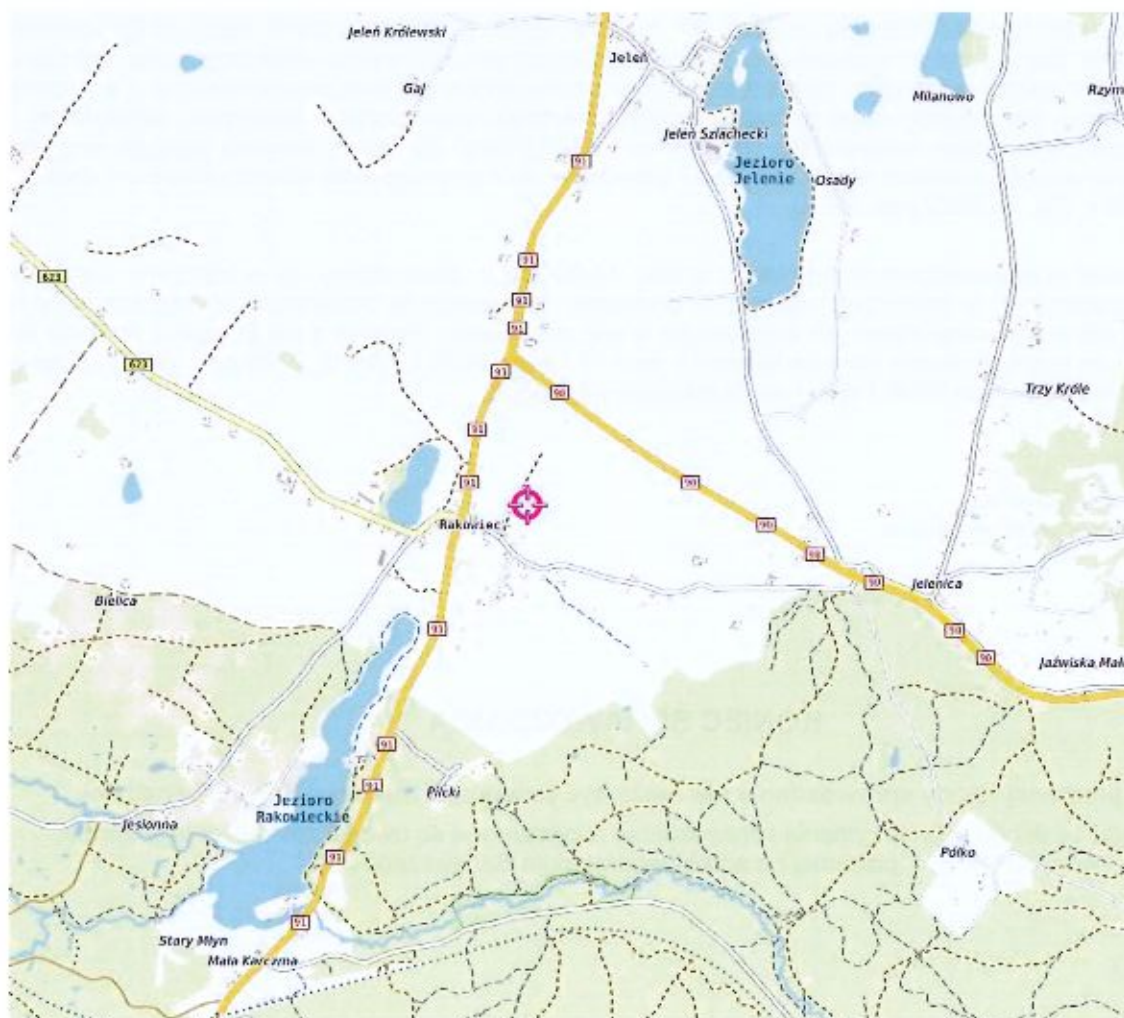 Jeleń Królewski
Jeleń
Gaj
Milanowo
Rzym
Jeleń Szlachecki
91
Jezioro
Jelenie
Osady
91
623
91
91
623
91
90
Trzy Króle
91
91
90
Rakowiec
90
90
90
Jelenica
Bielica
91
90
90
Jaźwiska Mał
91
91
Pilcki
Jezioro
Rakowieckie
Jesionna
91
Półko
91
Stary Młyn
Mała Karczma